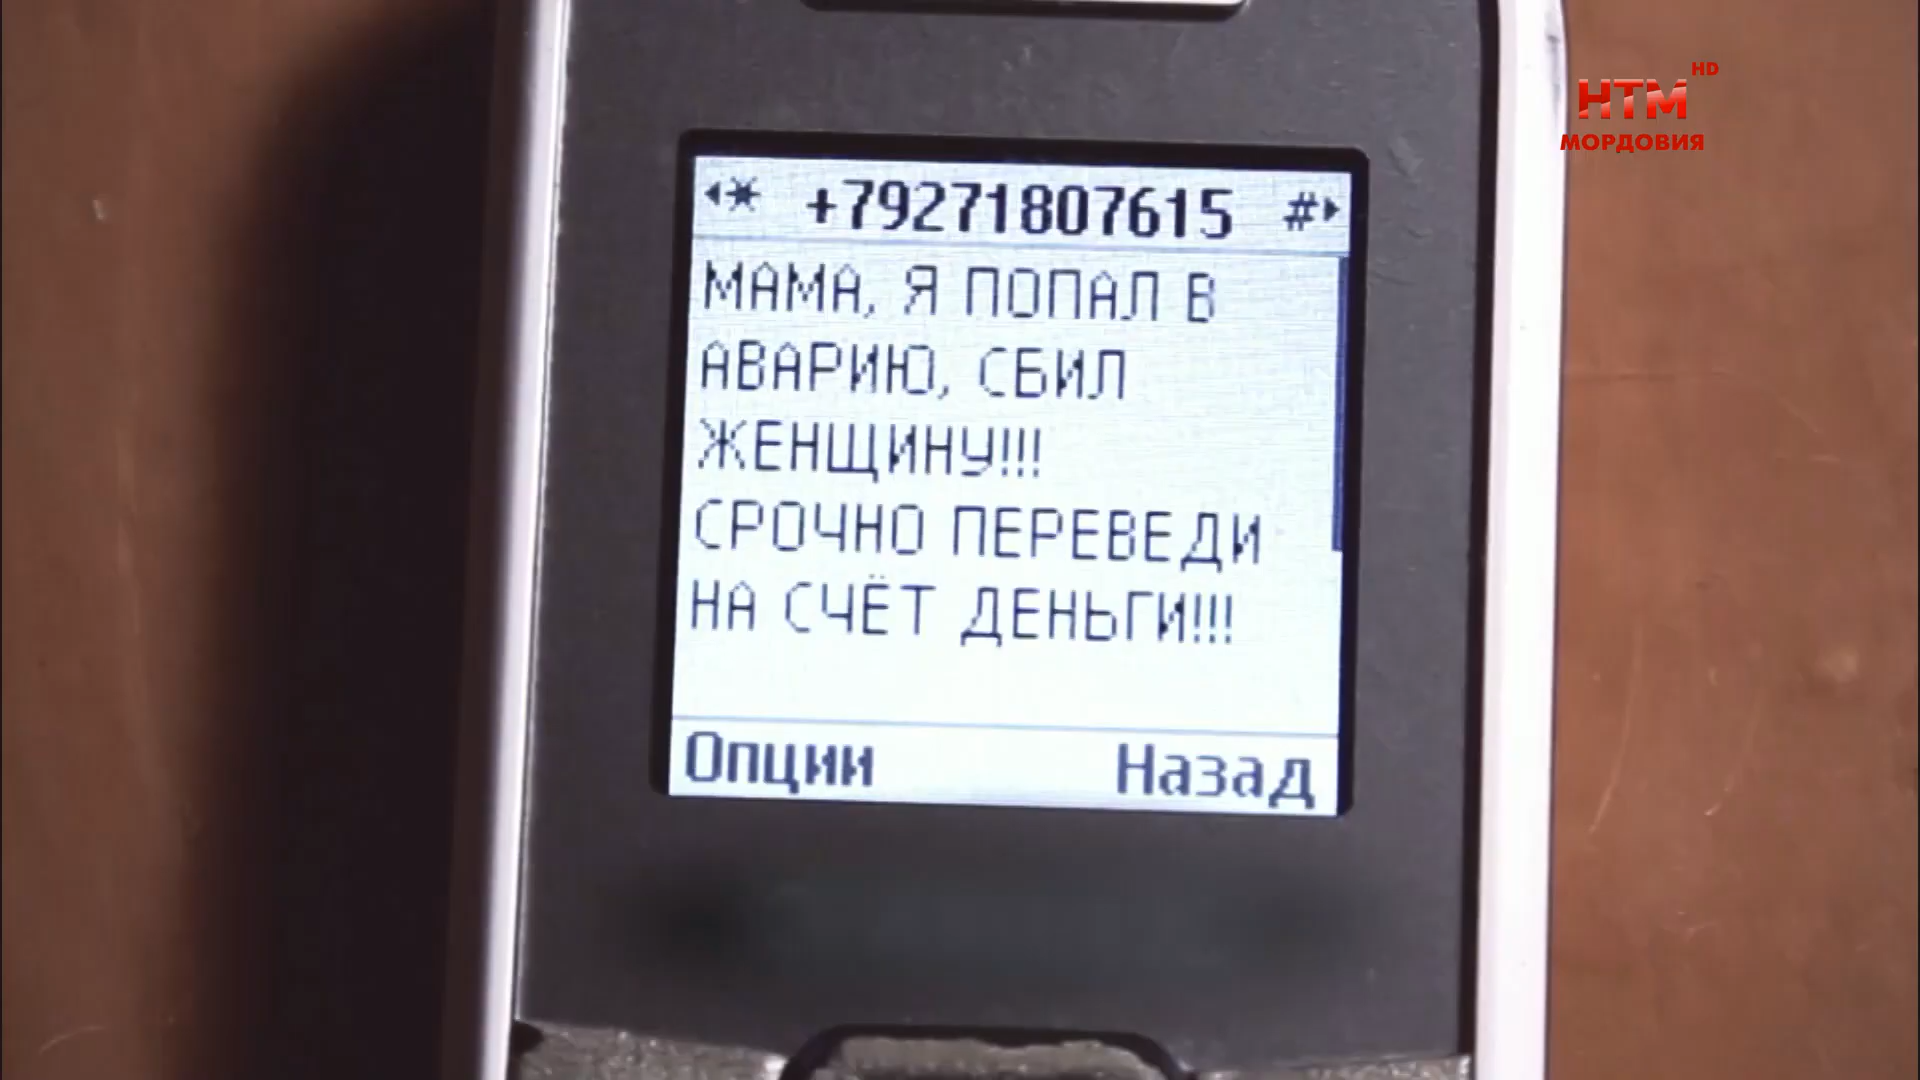 HD
НТМ
МОРДОВИЯ
+79271807615 #
МАМА, Я ПОПАЛ В
АВАРИЮ, СБИЛ
ЖЕНЩИНУ!!!
СРОЧНО ПЕРЕВЕДИ
НА СЧЁТ ДЕНЬГИ!!!
Опции Назад